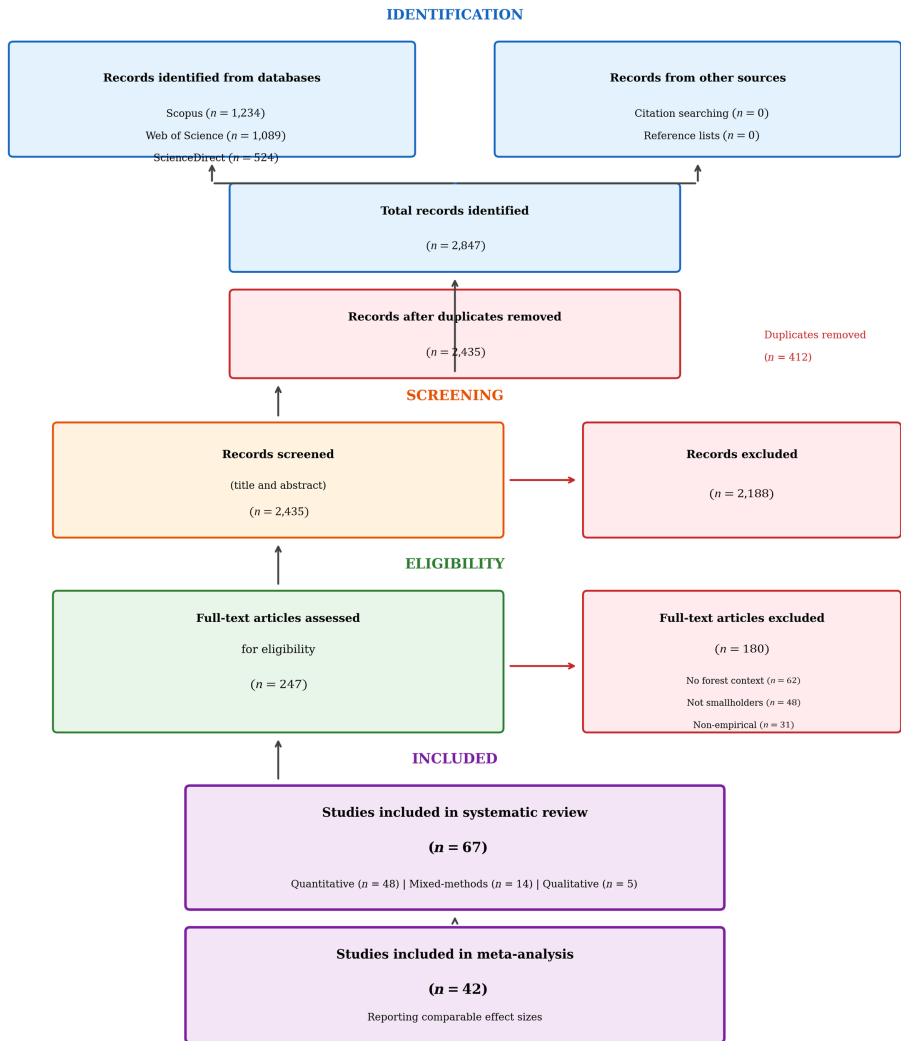 IDENTIFICATION
Records identified from databases
Scopus (n = 1,234)
Web of Science (n = 1,089)
ScienceDirect (n = 524)
Records from other sources
Citation searching (n = 0)
Reference lists (n = 0)
Total records identified
(n = 2,847)
Records after duplicates removed
(n = 2,435)
Duplicates removed
(n = 412)
SCREENING
Records screened
(title and abstract)
(n = 2,435)
Records excluded
(n = 2,188)
ELIGIBILITY
Full-text articles assessed
for eligibility
(n = 247)
Full-text articles excluded
(n = 180)
No forest context (n = 62)
Not smallholders (n = 48)
Non-empirical (n = 31)
INCLUDED
Studies included in systematic review
(n = 67)
Quantitative (n = 48) | Mixed-methods (n = 14) | Qualitative (n = 5)
Studies included in meta-analysis
(n = 42)
Reporting comparable effect sizes